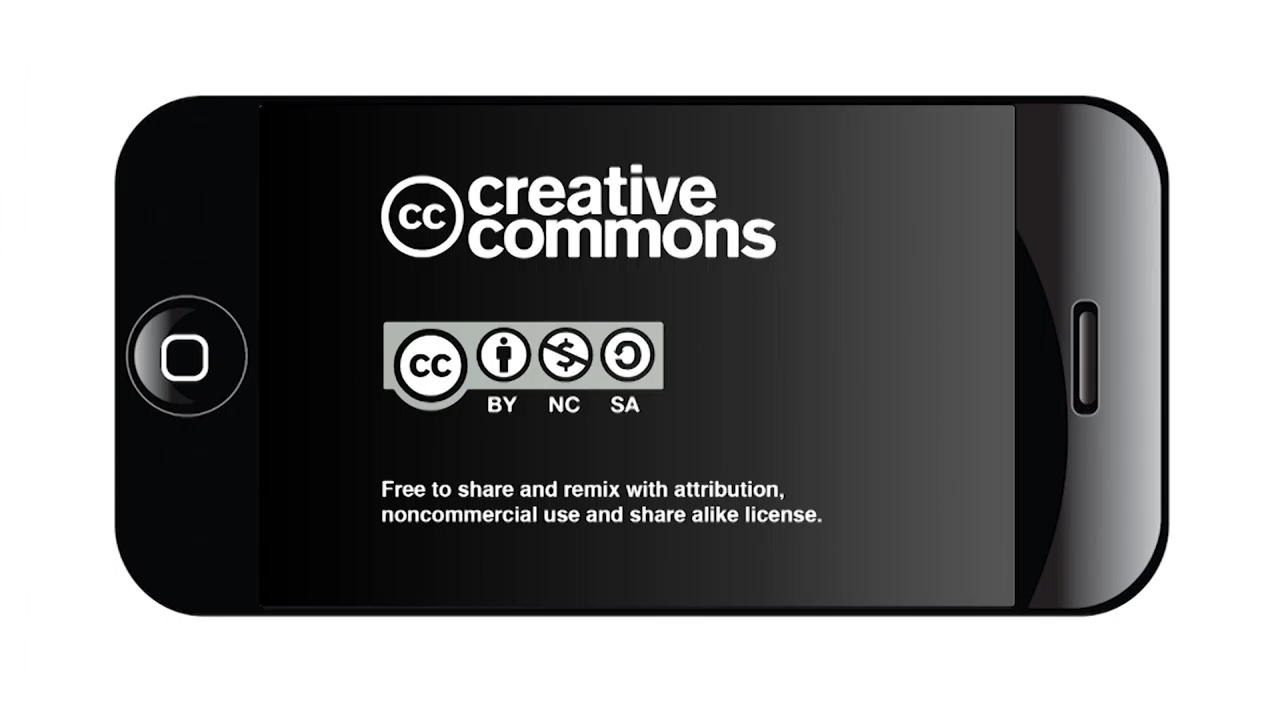 cc creative
commons
cc
BY NC SA
Free to share and remix with attribution,
noncommercial use and share alike license.